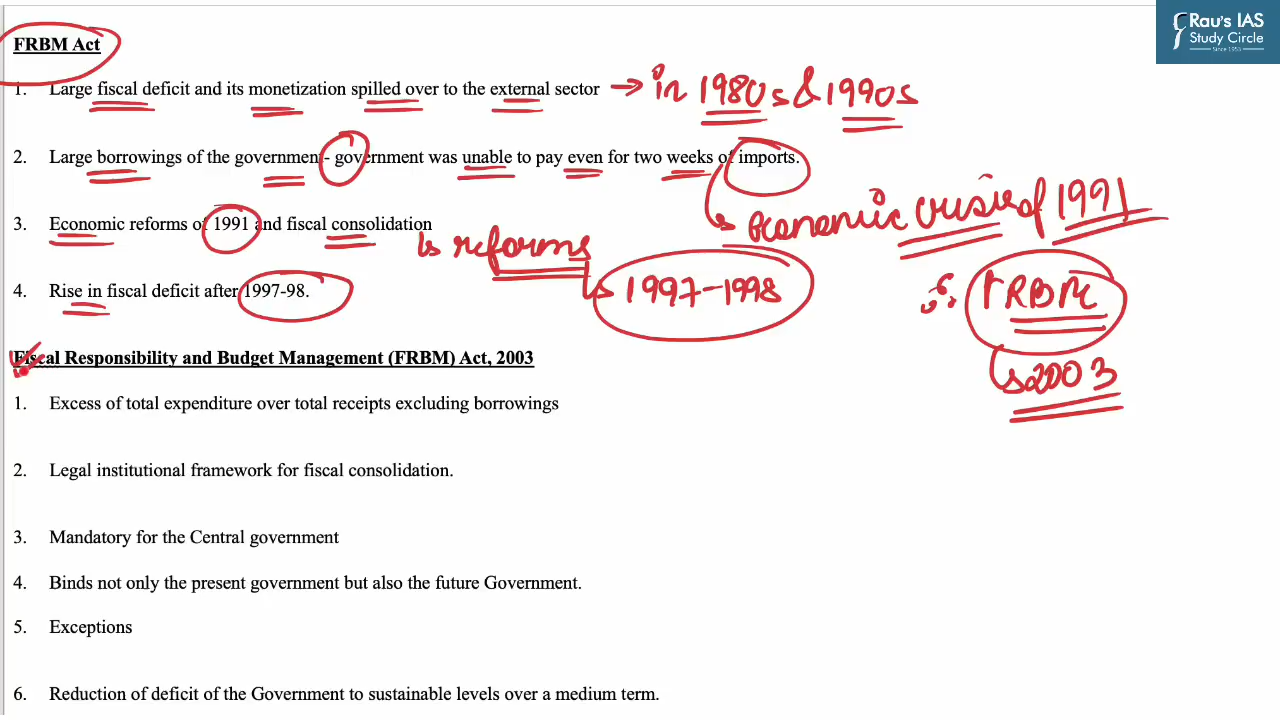 Rau's IAS
Study Circle
Since 1953
FRBM Act
1. Large fiscal deficit and its monetization spilled over to the external sector → in 1980s & 1990s
2. Large borrowings of the government- government was unable to pay even for two weeks of imports.
↳ Economic crisis of 1991
3. Economic reforms of 1991 and fiscal consolidation
↳ reforms
↳ 1997-1998
∴ FRBM
↳ 2003
4. Rise in fiscal deficit after 1997-98.
Fiscal Responsibility and Budget Management (FRBM) Act, 2003
1. Excess of total expenditure over total receipts excluding borrowings
2. Legal institutional framework for fiscal consolidation.
3. Mandatory for the Central government
4. Binds not only the present government but also the future Government.
5. Exceptions
6. Reduction of deficit of the Government to sustainable levels over a medium term.